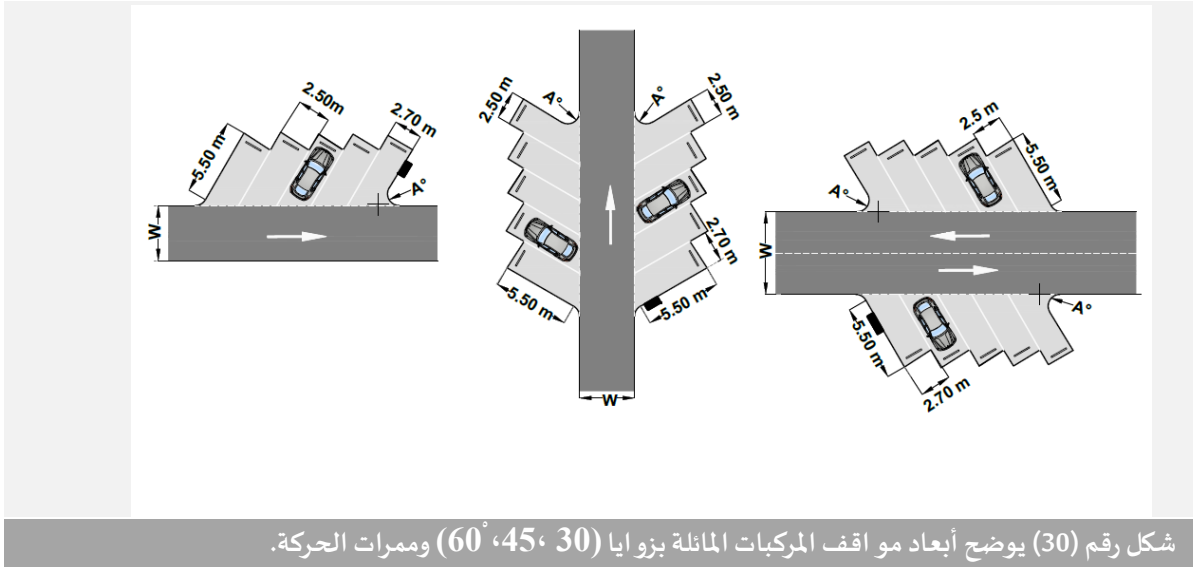 2.50m
2.70 m
5.50 m
A°
W
2.50 m
A°
A°
2.50 m
2.70 m
5.50 m
5.50 m
W
2.5 m
5.50 m
A°
W
A°
5.50 m
2.70 m
شكل رقم (30) يوضح أبعاد مواقف المركبات المائلة بزوايا (30 ،45، 60°) وممرات الحركة.